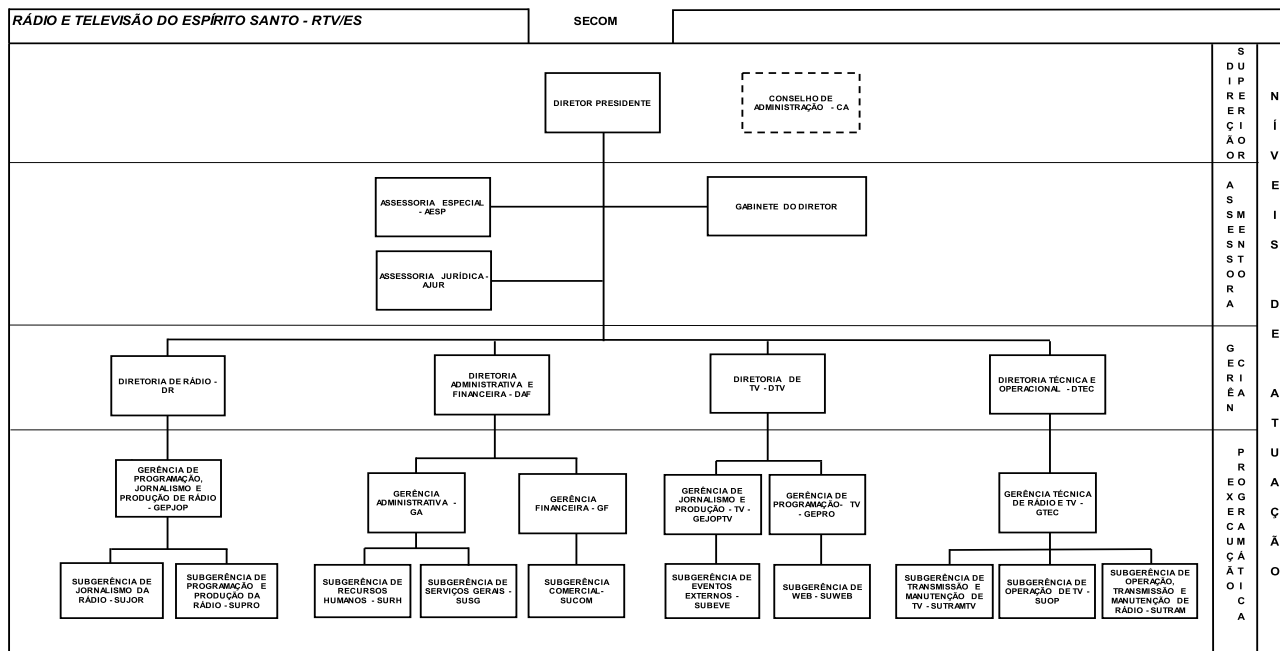 RÁDIO E TELEVISÃO DO ESPÍRITO SANTO - RTV/ES
SECOM
DIRETOR PRESIDENTE
CONSELHO DE
ADMINISTRAÇÃO - CA
DIREÇÃO
SUPERIOR
ASSESSORIA ESPECIAL
- AESP
GABINETE DO DIRETOR
ASSESSORIA JURÍDICA -
AJUR
ASSESSORA
MENTO
DIRETORIA DE RÁDIO -
DR
DIRETORIA
ADMINISTRATIVA E
FINANCEIRA - DAF
DIRETORIA DE
TV - DTV
DIRETORIA TÉCNICA E
OPERACIONAL - DTEC
GERÊN
CIA
GERÊNCIA DE
PROGRAMAÇÃO,
JORNALISMO E
PRODUÇÃO DE RÁDIO -
GEPJOP
GERÊNCIA
ADMINISTRATIVA -
GA
GERÊNCIA
FINANCEIRA - GF
GERÊNCIA DE
JORNALISMO E
PRODUÇÃO - TV -
GEJOPTV
GERÊNCIA DE
PROGRAMAÇÃO- TV
- GEPRO
GERÊNCIA TÉCNICA
DE RÁDIO E TV -
GTEC
SUBGERÊNCIA DE
JORNALISMO DA
RÁDIO - SUJOR
SUBGERÊNCIA DE
PROGRAMAÇÃO E
PRODUÇÃO DA
RÁDIO - SUPRO
SUBGERÊNCIA DE
RECURSOS
HUMANOS - SURH
SUBGERÊNCIA DE
SERVIÇOS GERAIS -
SUSG
SUBGERÊNCIA
COMERCIAL-
SUCOM
SUBGERÊNCIA DE
EVENTOS
EXTERNOS -
SUBEVE
SUBGERÊNCIA DE
WEB - SUWEB
SUBGERÊNCIA DE
TRANSMISSÃO E
MANUTENÇÃO DE
TV - SUTRAMTV
SUBGERÊNCIA DE
OPERAÇÃO DE TV -
SUOP
SUBGERÊNCIA DE
OPERAÇÃO,
TRANSMISSÃO E
MANUTENÇÃO DE
RÁDIO - SUTRAM
EXECUÇÃO
PROGRAMÁTICA
NÍVEIS DE ATUAÇÃO